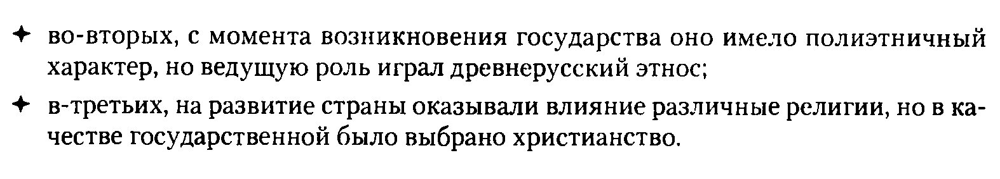 ✦ во-вторых, с момента возникновения государства оно имело полиэтничный
характер, но ведущую роль играл древнерусский этнос;
✦ в-третьих, на развитие страны оказывали влияние различные религии, но в ка-
честве государственной было выбрано христианство.